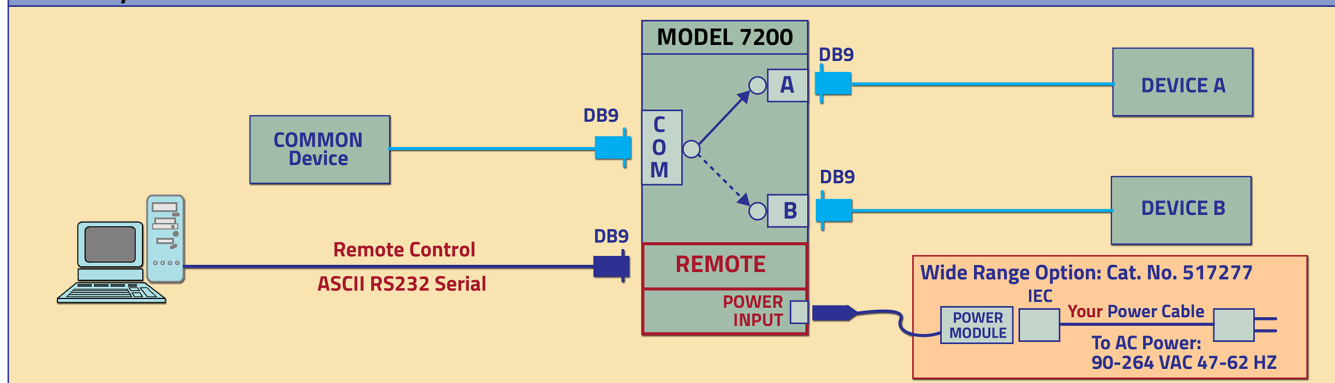 MODEL 7200
DB9
A
DEVICE A
DB9
COMMON
Device
C
O
M
DB9
B
DEVICE B
DB9
Remote Control
ASCII RS232 Serial
REMOTE
POWER
INPUT
Wide Range Option: Cat. No. 517277
IEC
POWER
MODULE
Your Power Cable
To AC Power:
90-264 VAC 47-62 HZ